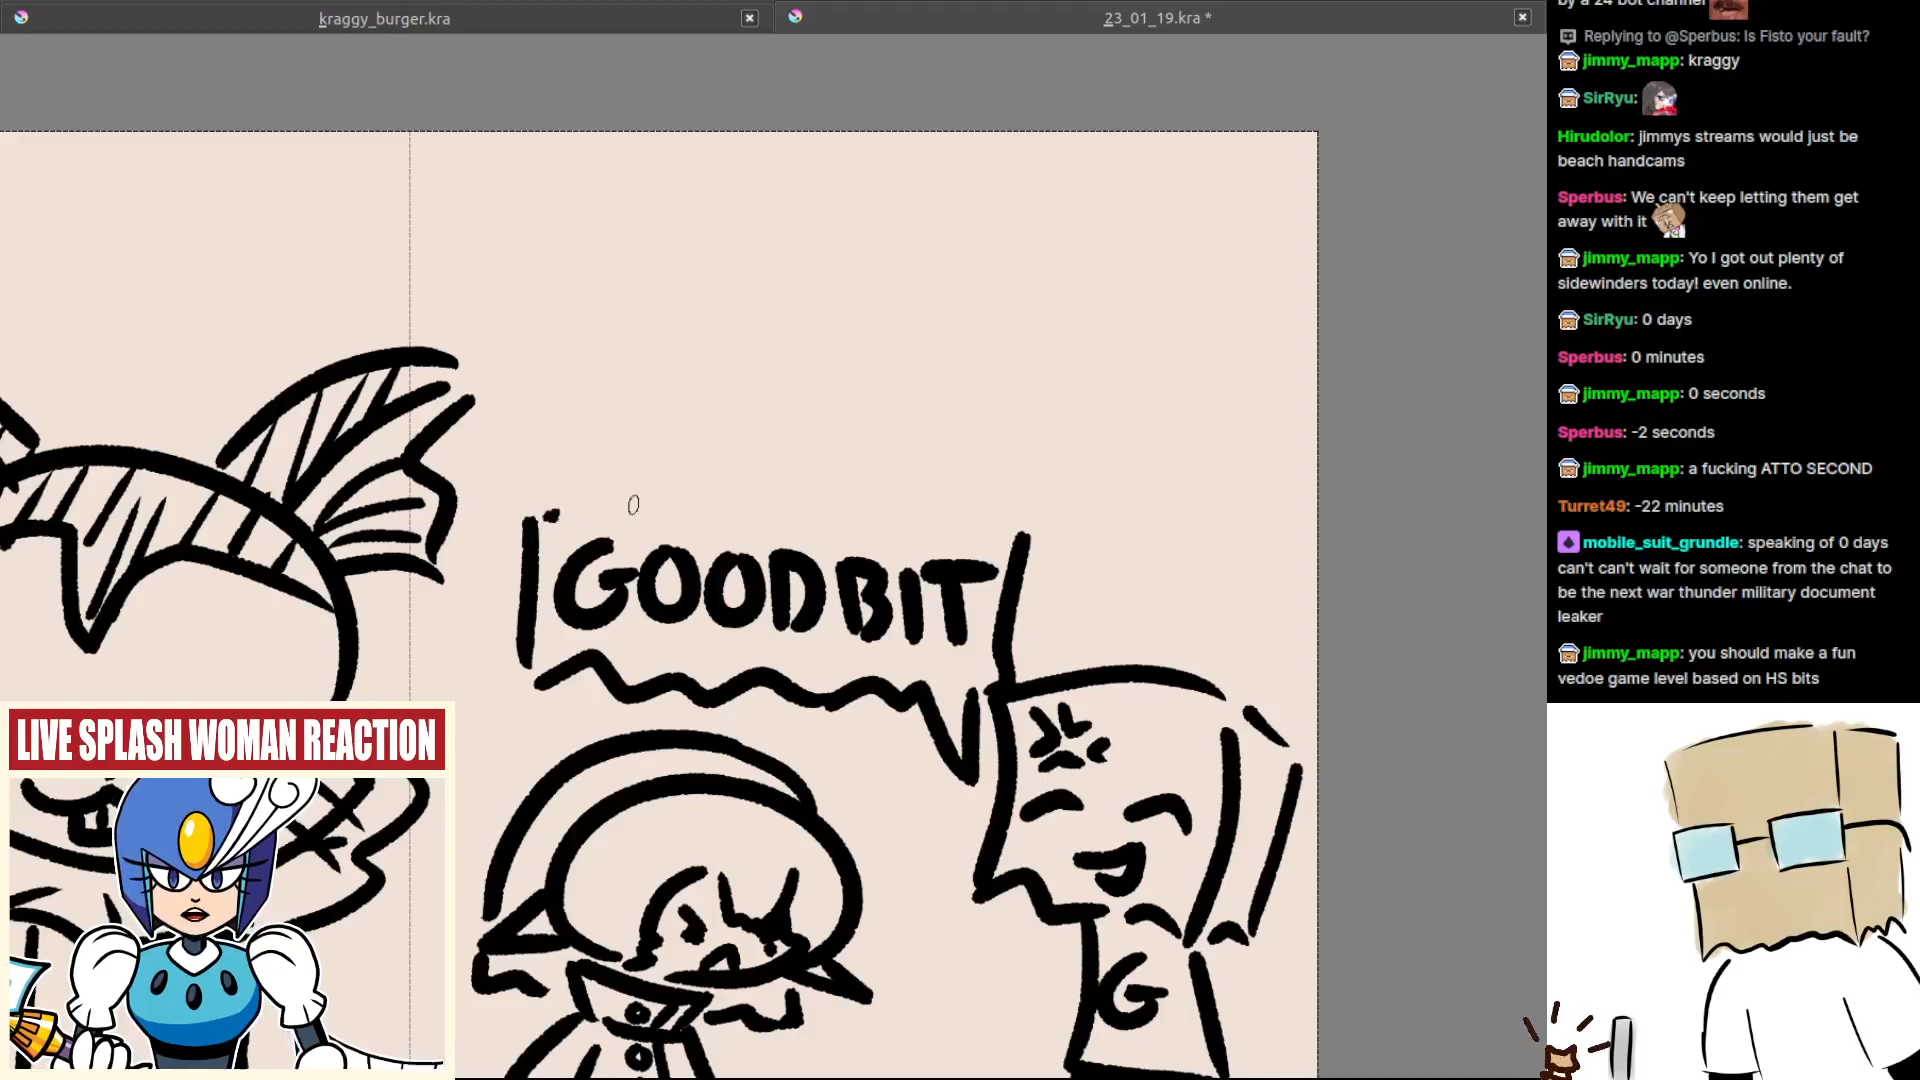 kraggy_burger.kra
23_01_19.kra *
Replying to @Sperbus: Is Fisto your fault?
jimmy_mapp: kraggy
SirRyu:
Hirudolor: jimmys streams would just be
beach handcams
Sperbus: We can't keep letting them get
away with it
jimmy_mapp: Yo I got out plenty of
sidewinders today! even online.
SirRyu: 0 days
Sperbus: 0 minutes
jimmy_mapp: 0 seconds
Sperbus: -2 seconds
jimmy_mapp: a fucking ATTO SECOND
Turret49: -22 minutes
mobile_suit_grundle: speaking of 0 days
can't can't wait for someone from the chat to
be the next war thunder military document
leaker
jimmy_mapp: you should make a fun
vedoe game level based on HS bits
GOODBIT
G
LIVE SPLASH WOMAN REACTION